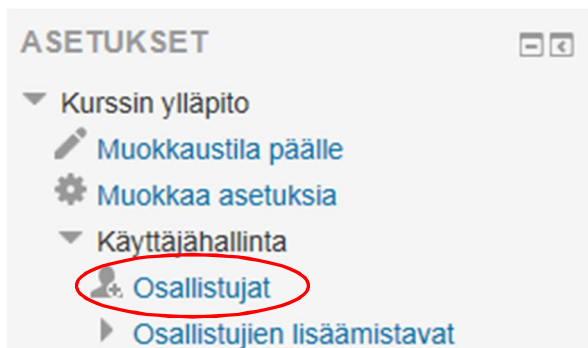 ASETUKSET
Kurssin ylläpito
Muokkaustila päälle
Muokkaa asetuksia
Käyttäjähallinta
Osallistujat
Osallistujien lisäämistavat